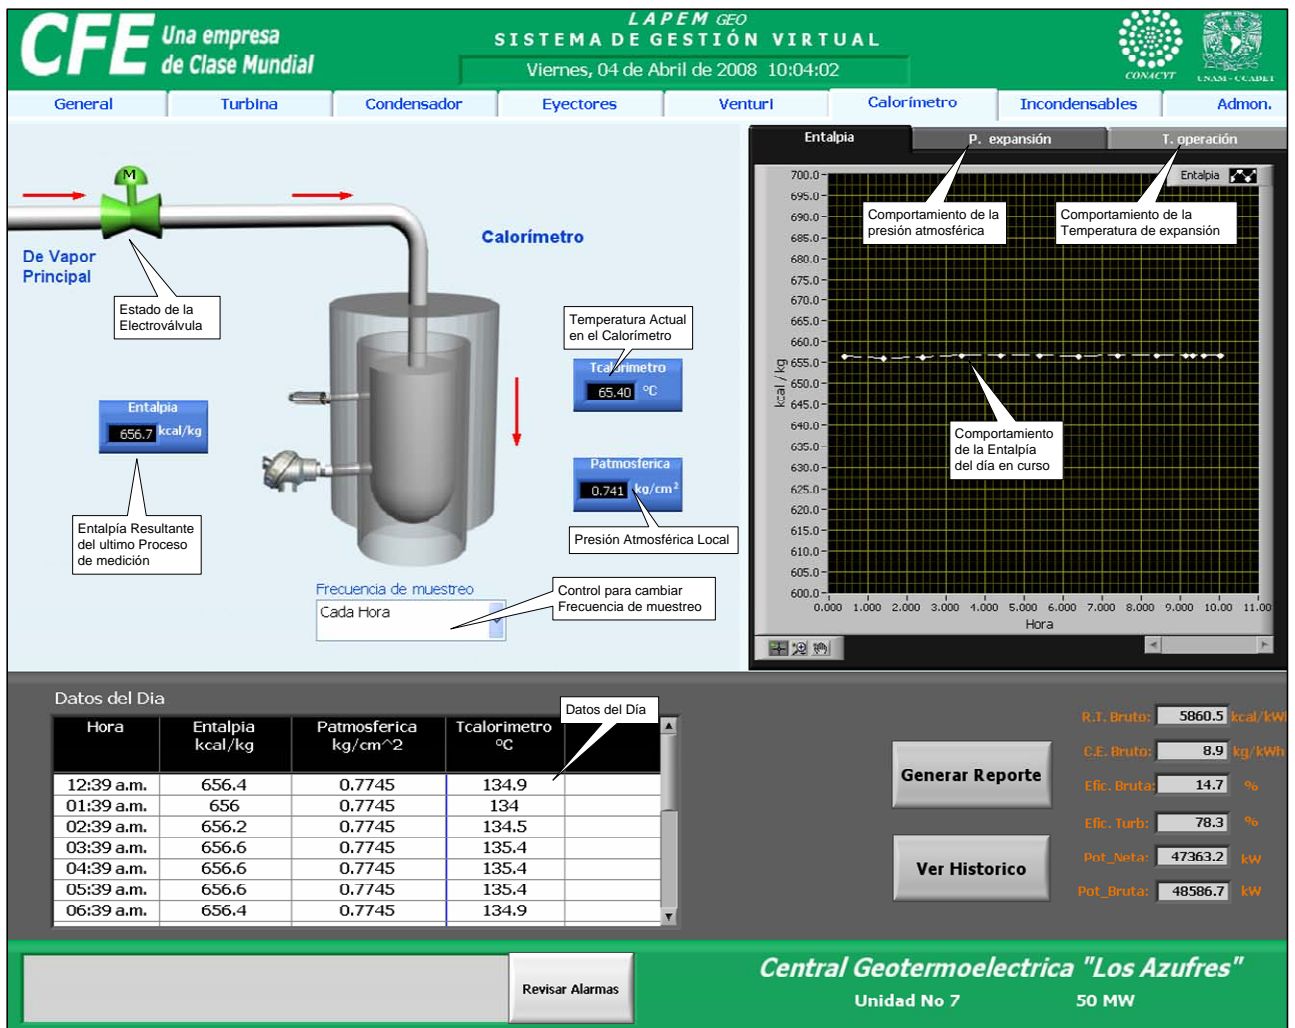 CFE Una empresa
de Clase Mundial
LAPEM GEO
SISTEMA DE GESTIÓN VIRTUAL
Viernes, 04 de Abril de 2008 10:04:02
CONACYT
UNAM - CCADET
General Turbina Condensador Eyectores Venturi Calorímetro Incondensables Admon.
M
De Vapor
Principal
Estado de la
Electroválvula
Calorímetro
Temperatura Actual
en el Calorímetro
Tcalorimetro
65.40 ºC
Entalpia
656.7 kcal/kg
Patmosferica
0.741 kg/cm²
Entalpía Resultante
del ultimo Proceso
de medición
Presión Atmosférica Local
Frecuencia de muestreo
Cada Hora
Control para cambiar
Frecuencia de muestreo
Entalpia P. expansión T. operación
Entalpia
Comportamiento de la
presión atmosférica
Comportamiento de la
Temperatura de expansión
700.0
695.0
690.0
685.0
680.0
675.0
670.0
665.0
660.0
655.0
650.0
645.0
640.0
635.0
630.0
625.0
620.0
615.0
610.0
605.0
600.0
kcal / kg
Comportamiento
de la Entalpía
del día en curso
0.000 1.000 2.000 3.000 4.000 5.000 6.000 7.000 8.000 9.000 10.00 11.00
Hora
Datos del Dia
Datos del Día
Hora Entalpia Patmosferica Tcalorimetro
kcal/kg kg/cm^2 ºC
12:39 a.m. 656.4 0.7745 134.9
01:39 a.m. 656 0.7745 134
02:39 a.m. 656.2 0.7745 134.5
03:39 a.m. 656.6 0.7745 135.4
04:39 a.m. 656.6 0.7745 135.4
05:39 a.m. 656.6 0.7745 135.4
06:39 a.m. 656.4 0.7745 134.9
Generar Reporte
Ver Historico
R.T. Bruto: 5860.5 kcal/kW
C.E. Bruto: 8.9 kg/kWh
Efic. Bruta: 14.7 %
Efic. Turb: 78.3 %
Pot_Neta: 47363.2 kW
Pot_Bruta: 48586.7 kW
Revisar Alarmas
Central Geotermoelectrica "Los Azufres"
Unidad No 7 50 MW